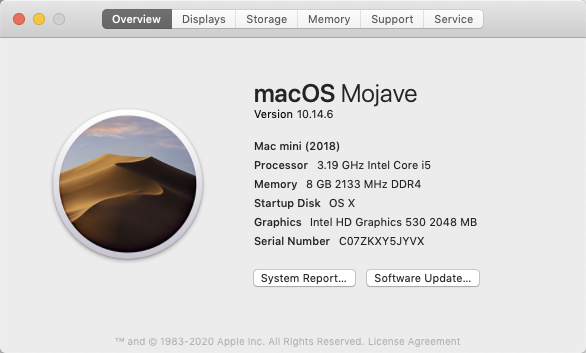 Overview Displays Storage Memory Support Service
macOS Mojave
Version 10.14.6
Mac mini (2018)
Processor 3.19 GHz Intel Core i5
Memory 8 GB 2133 MHz DDR4
Startup Disk OS X
Graphics Intel HD Graphics 530 2048 MB
Serial Number C07ZKXY5JYVX
System Report... Software Update...
™ and © 1983-2020 Apple Inc. All Rights Reserved. License Agreement